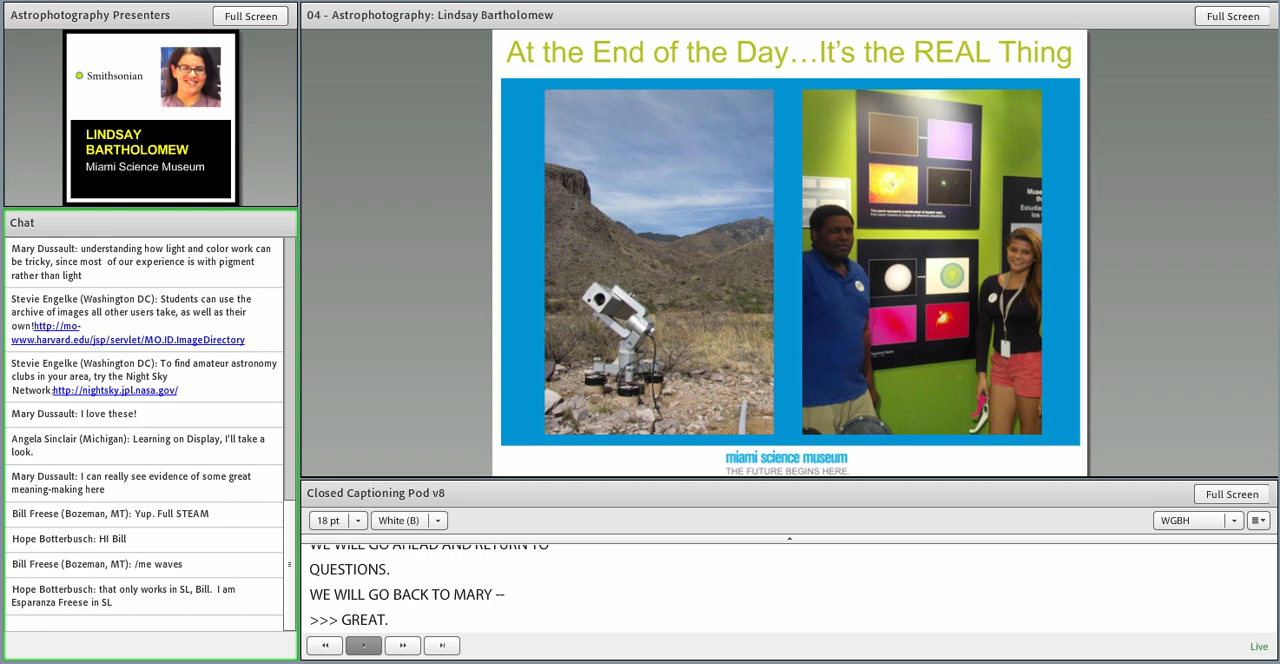 Astrophotography Presenters
Full Screen
Smithsonian
LINDSAY
BARTHOLOMEW
Miami Science Museum
Chat
Mary Dussault: understanding how light and color work can
be tricky, since most of our experience is with pigment
rather than light
Stevie Engelke (Washington DC): Students can use the
archive of images all other users take, as well as their
own!http://mo-
www.harvard.edu/jsp/servlet/MO.ID.ImageDirectory
Stevie Engelke (Washington DC): To find amateur astronomy
clubs in your area, try the Night Sky
Network:http://nightsky.jpl.nasa.gov/
Mary Dussault: I love these!
Angela Sinclair (Michigan): Learning on Display, I'll take a
look.
Mary Dussault: I can really see evidence of some great
meaning-making here
Bill Freese (Bozeman, MT): Yup. Full STEAM
Hope Botterbusch: HI Bill
Bill Freese (Bozeman, MT): /me waves
Hope Botterbusch: that only works in SL, Bill. I am
Esparanza Freese in SL
04 - Astrophotography: Lindsay Bartholomew
Full Screen
At the End of the Day…It's the REAL Thing
miami science museum
THE FUTURE BEGINS HERE.
Closed Captioning Pod v8
Full Screen
18 pt
White (B)
WGBH
WE WILL GO AHEAD AND RETURN TO
QUESTIONS.
WE WILL GO BACK TO MARY --
>>> GREAT.
Live